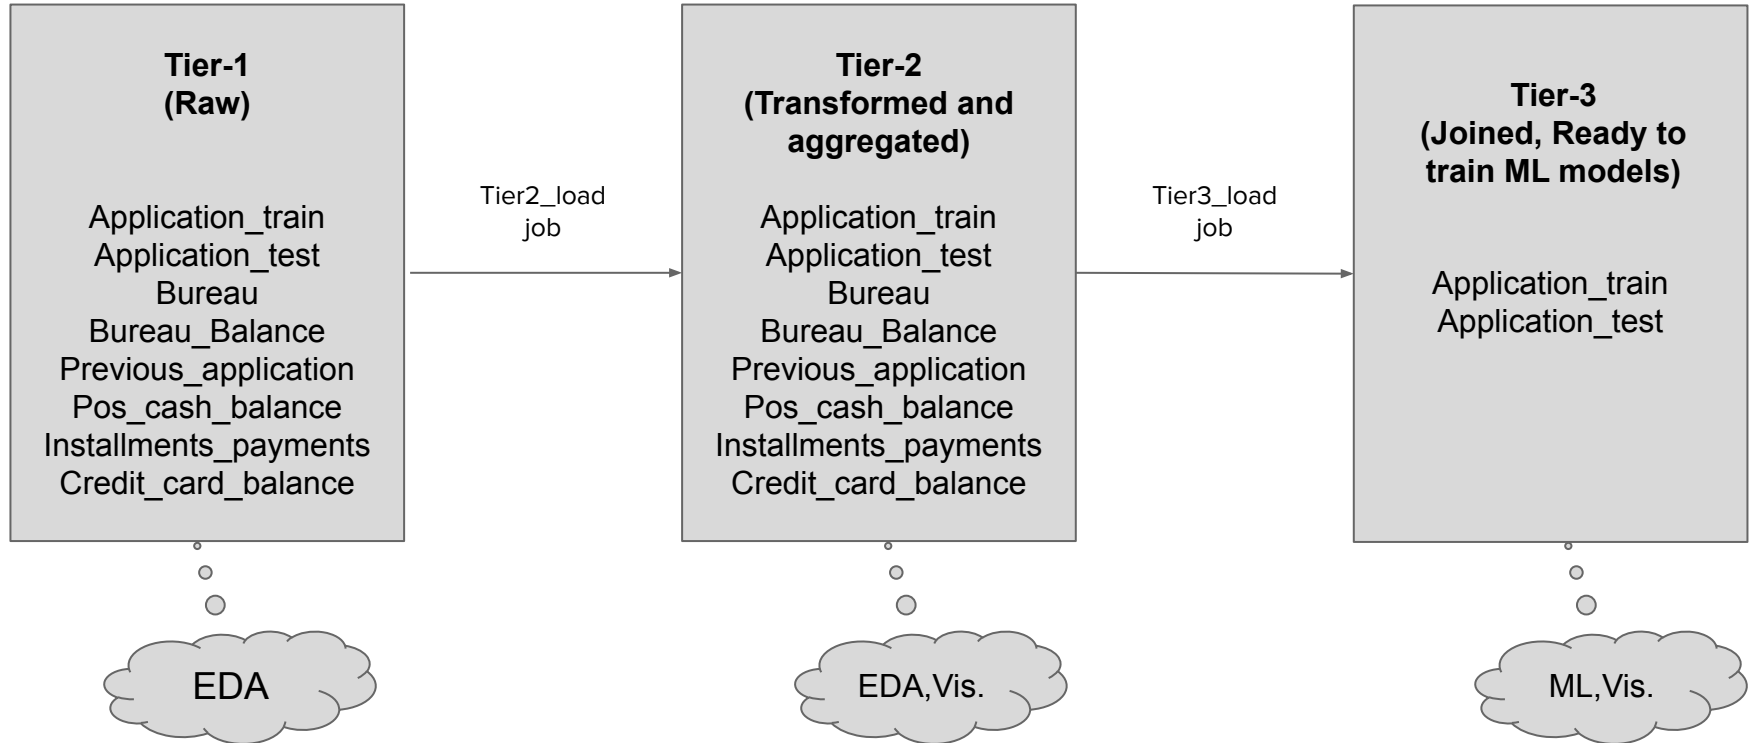 Tier-1
(Raw)
Application_train
Application_test
Bureau
Bureau_Balance
Previous_application
Pos_cash_balance
Installments_payments
Credit_card_balance
EDA
Tier2_load
job
Tier-2
(Transformed and
aggregated)
Application_train
Application_test
Bureau
Bureau_Balance
Previous_application
Pos_cash_balance
Installments_payments
Credit_card_balance
EDA,Vis.
Tier3_load
job
Tier-3
(Joined, Ready to
train ML models)
Application_train
Application_test
ML,Vis.